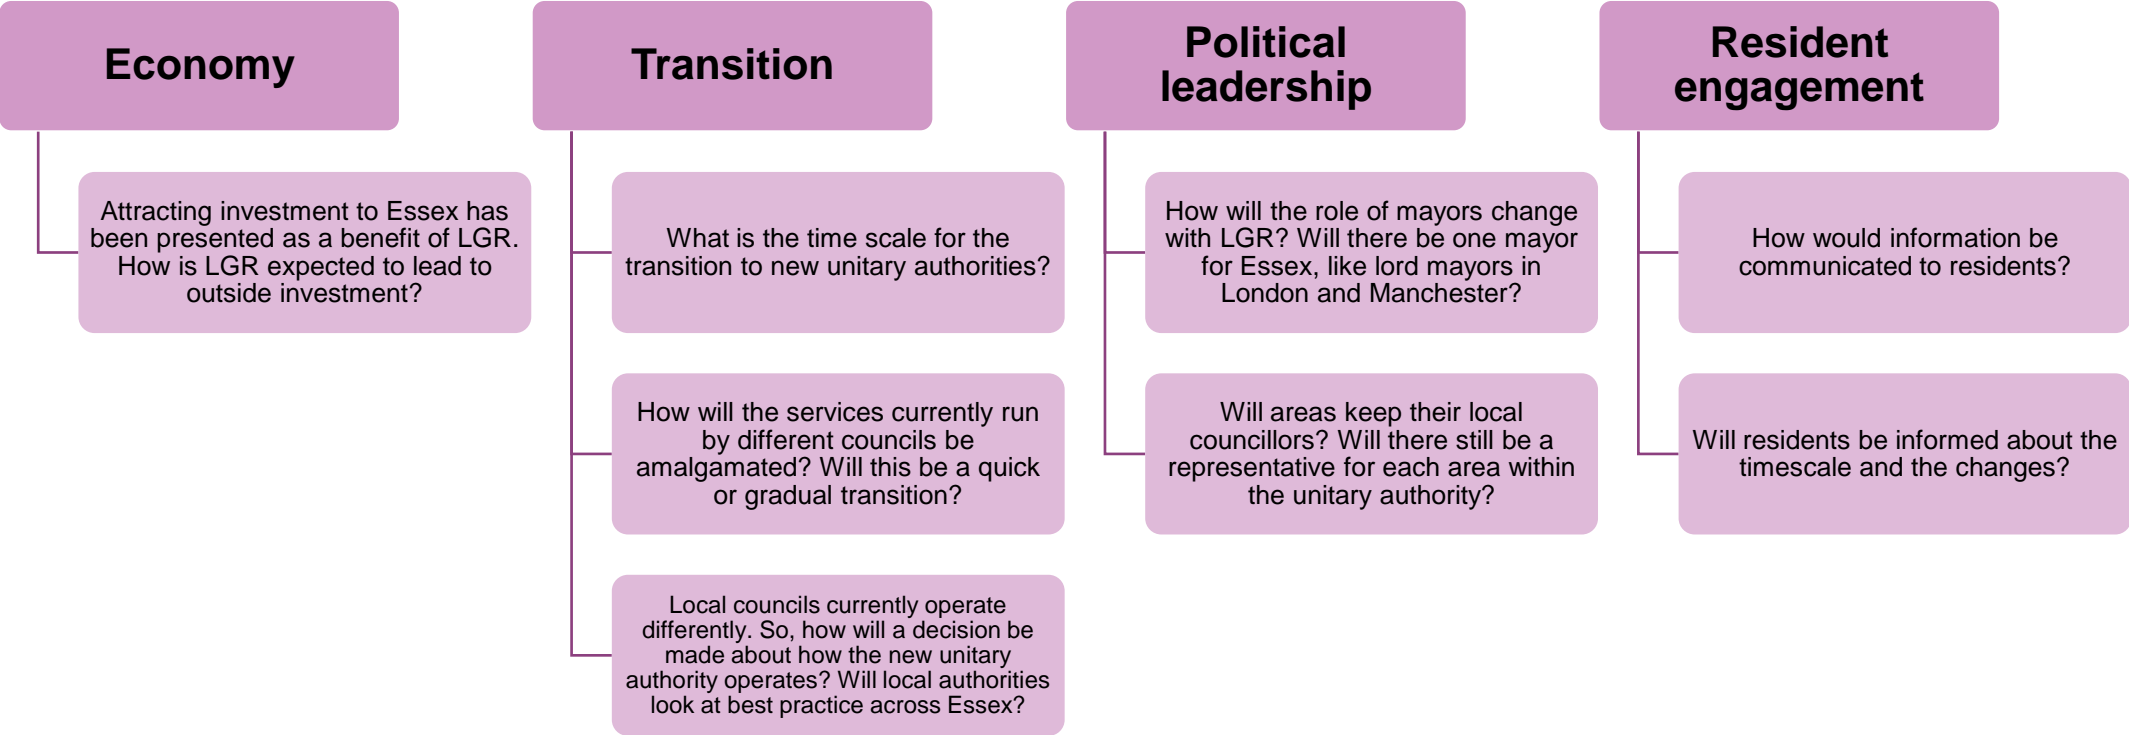 Economy
Attracting investment to Essex has
been presented as a benefit of LGR.
How is LGR expected to lead to
outside investment?
Transition
What is the time scale for the
transition to new unitary authorities?
How will the services currently run
by different councils be
amalgamated? Will this be a quick
or gradual transition?
Local councils currently operate
differently. So, how will a decision be
made about how the new unitary
authority operates? Will local authorities
look at best practice across Essex?
Political
leadership
How will the role of mayors change
with LGR? Will there be one mayor
for Essex, like lord mayors in
London and Manchester?
Will areas keep their local
councillors? Will there still be a
representative for each area within
the unitary authority?
Resident
engagement
How would information be
communicated to residents?
Will residents be informed about the
timescale and the changes?